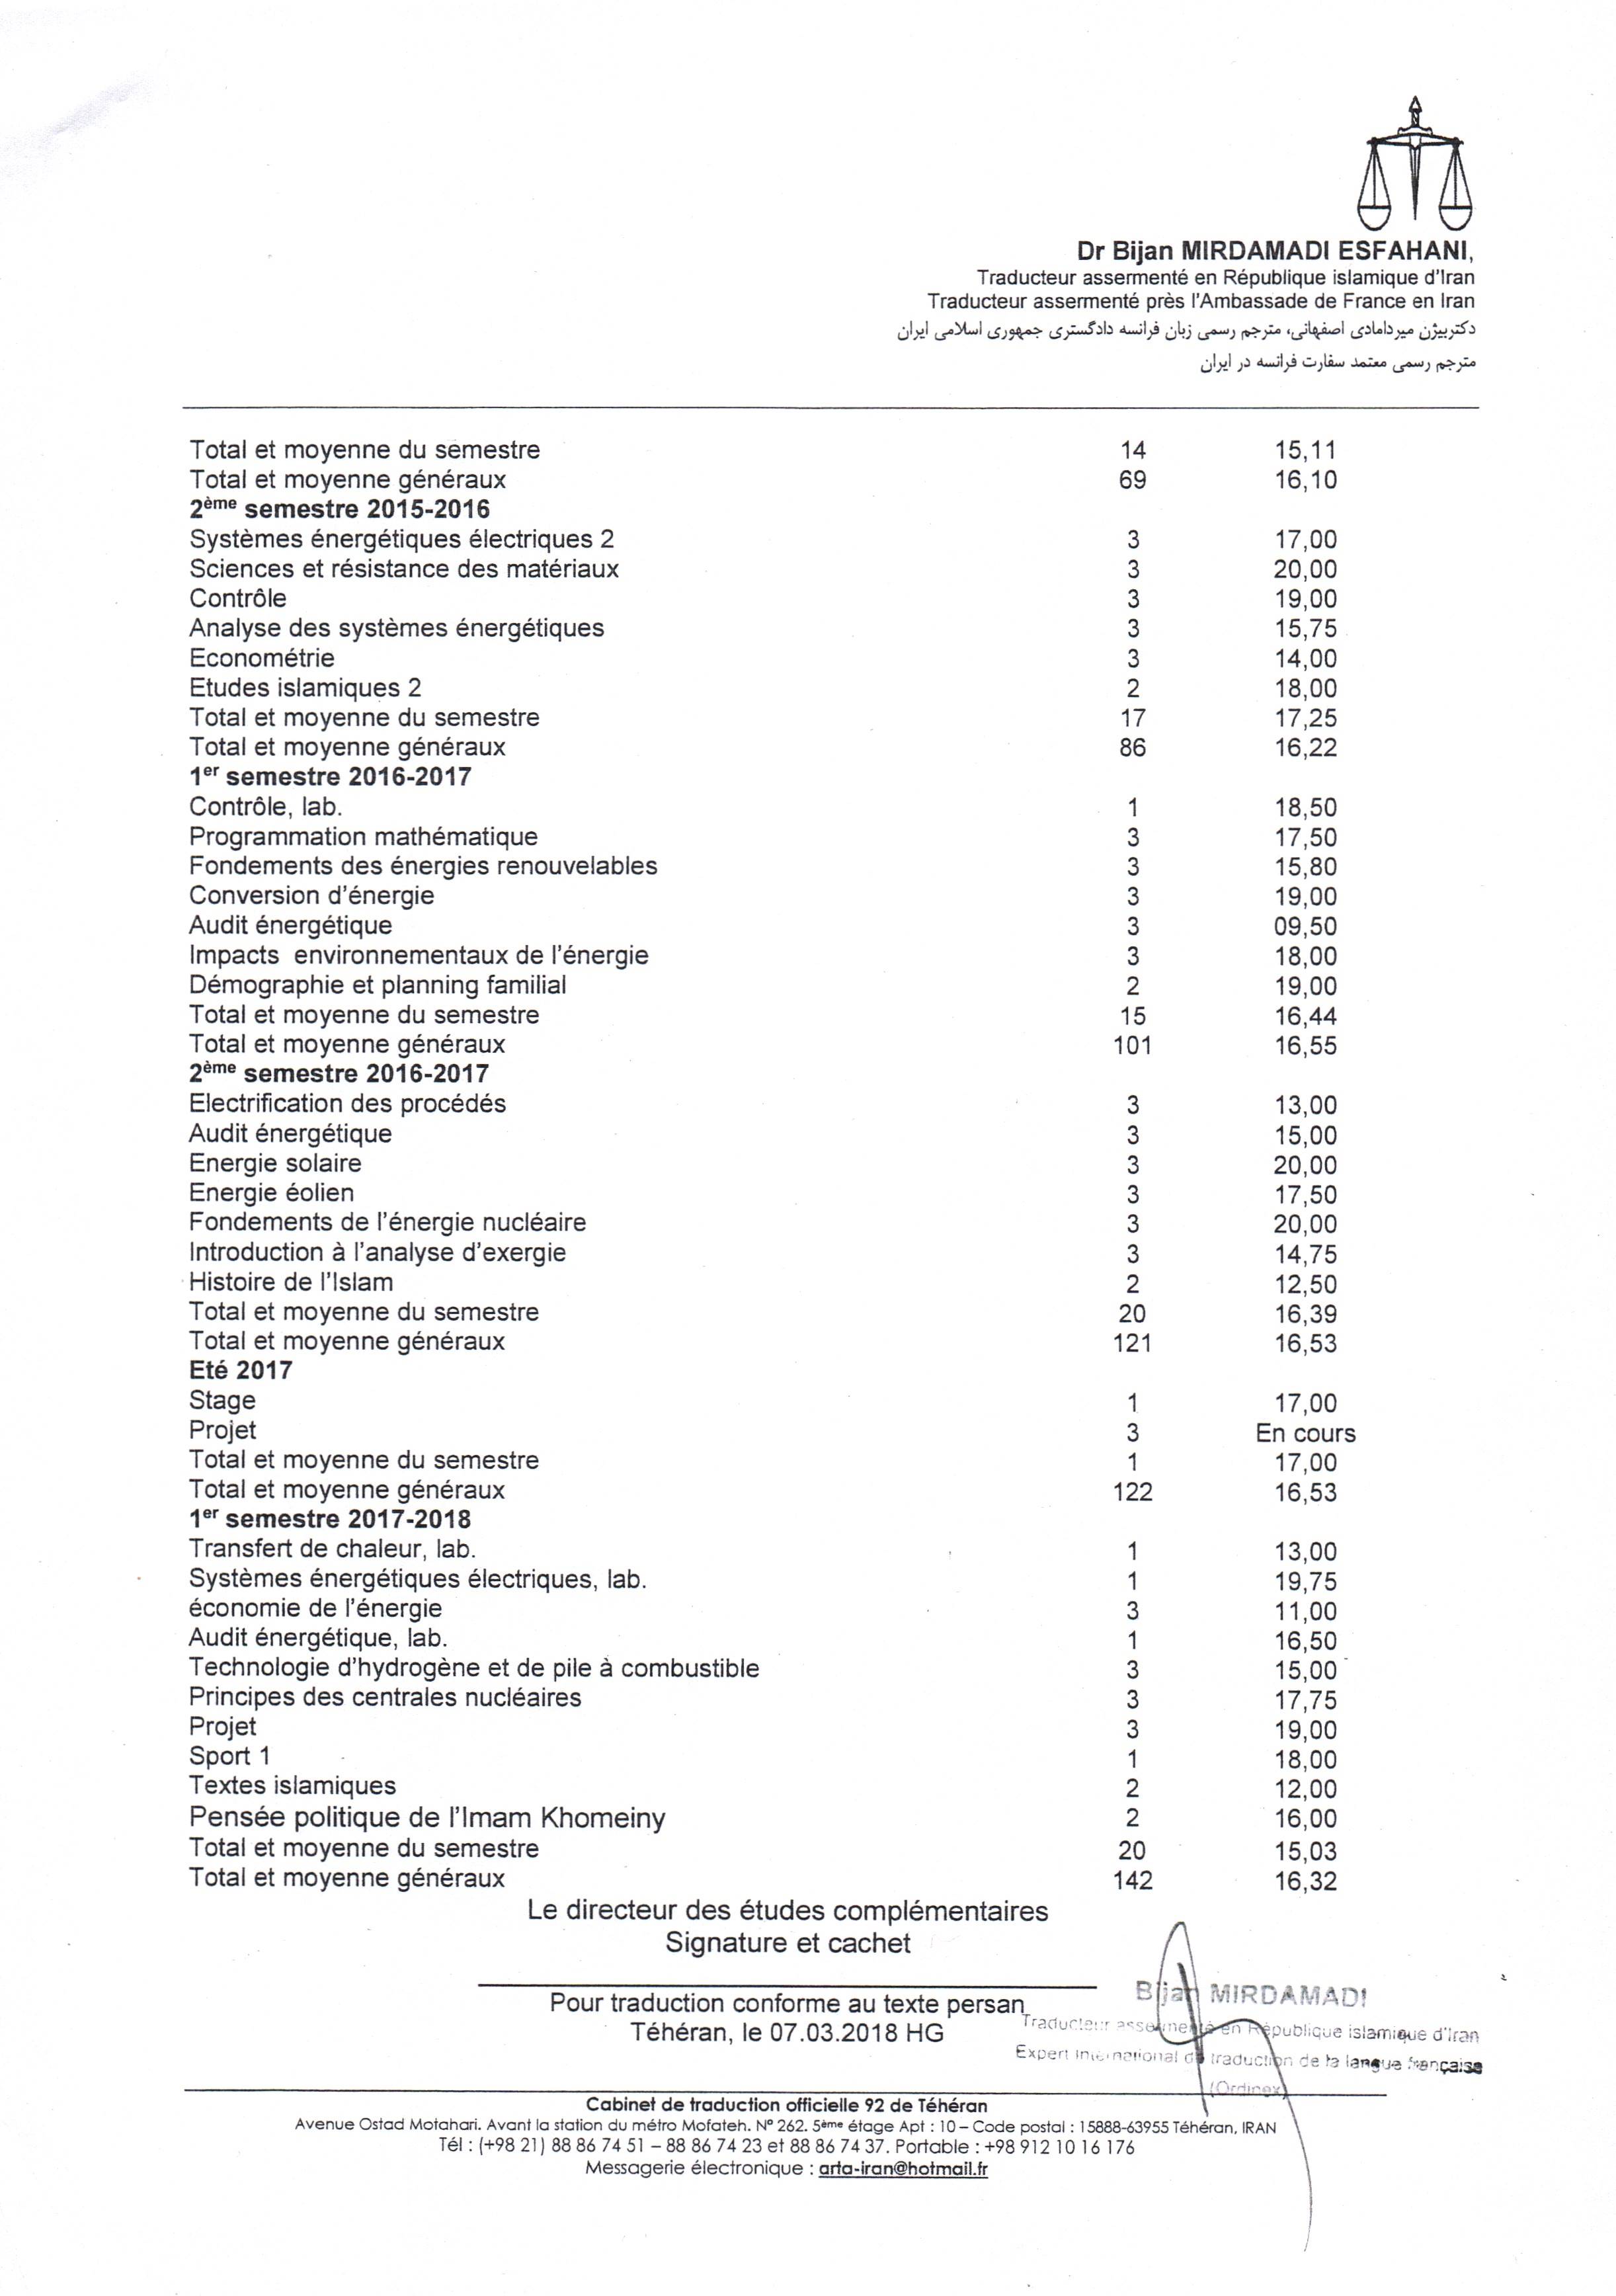 Dr Bijan MIRDAMADI ESFAHANI,
Traducteur assermenté en République islamique d'Iran
Traducteur assermenté près l'Ambassade de France en Iran
دکتربیژن میردامادی اصفهانی، مترجم رسمی زبان فرانسه دادگستری جمهوری اسلامی ایران
مترجم رسمی معتمد سفارت فرانسه در ایران
Total et moyenne du semestre 14 15,11
Total et moyenne généraux 69 16,10
2ème semestre 2015-2016
Systèmes énergétiques électriques 2 3 17,00
Sciences et résistance des matériaux 3 20,00
Contrôle 3 19,00
Analyse des systèmes énergétiques 3 15,75
Econométrie 3 14,00
Etudes islamiques 2 2 18,00
Total et moyenne du semestre 17 17,25
Total et moyenne généraux 86 16,22
1er semestre 2016-2017
Contrôle, lab. 1 18,50
Programmation mathématique 3 17,50
Fondements des énergies renouvelables 3 15,80
Conversion d'énergie 3 19,00
Audit énergétique 3 09,50
Impacts environnementaux de l'énergie 3 18,00
Démographie et planning familial 2 19,00
Total et moyenne du semestre 15 16,44
Total et moyenne généraux 101 16,55
2ème semestre 2016-2017
Electrification des procédés 3 13,00
Audit énergétique 3 15,00
Energie solaire 3 20,00
Energie éolien 3 17,50
Fondements de l'énergie nucléaire 3 20,00
Introduction à l'analyse d'exergie 3 14,75
Histoire de l'Islam 2 12,50
Total et moyenne du semestre 20 16,39
Total et moyenne généraux 121 16,53
Eté 2017
Stage 1 17,00
Projet 3 En cours
Total et moyenne du semestre 1 17,00
Total et moyenne généraux 122 16,53
1er semestre 2017-2018
Transfert de chaleur, lab. 1 13,00
Systèmes énergétiques électriques, lab. 1 19,75
économie de l'énergie 3 11,00
Audit énergétique, lab. 1 16,50
Technologie d'hydrogène et de pile à combustible 3 15,00
Principes des centrales nucléaires 3 17,75
Projet 3 19,00
Sport 1 1 18,00
Textes islamiques 2 12,00
Pensée politique de l'Imam Khomeiny 2 16,00
Total et moyenne du semestre 20 15,03
Total et moyenne généraux 142 16,32
Le directeur des études complémentaires
Signature et cachet
Bijan MIRDAMADI
Pour traduction conforme au texte persan
Traducteur assermenté en République islamique d'Iran
Téhéran, le 07.03.2018 HG
Expert International de traduction de la langue française
(Ordinex)
Cabinet de traduction officielle 92 de Téhéran
Avenue Ostad Motahari. Avant la station du métro Mofateh. N° 262. 5ème étage Apt : 10 – Code postal : 15888-63955 Téhéran, IRAN
Tél : (+98 21) 88 86 74 51 – 88 86 74 23 et 88 86 74 37. Portable : +98 912 10 16 176
Messagerie électronique : arta-iran@hotmail.fr